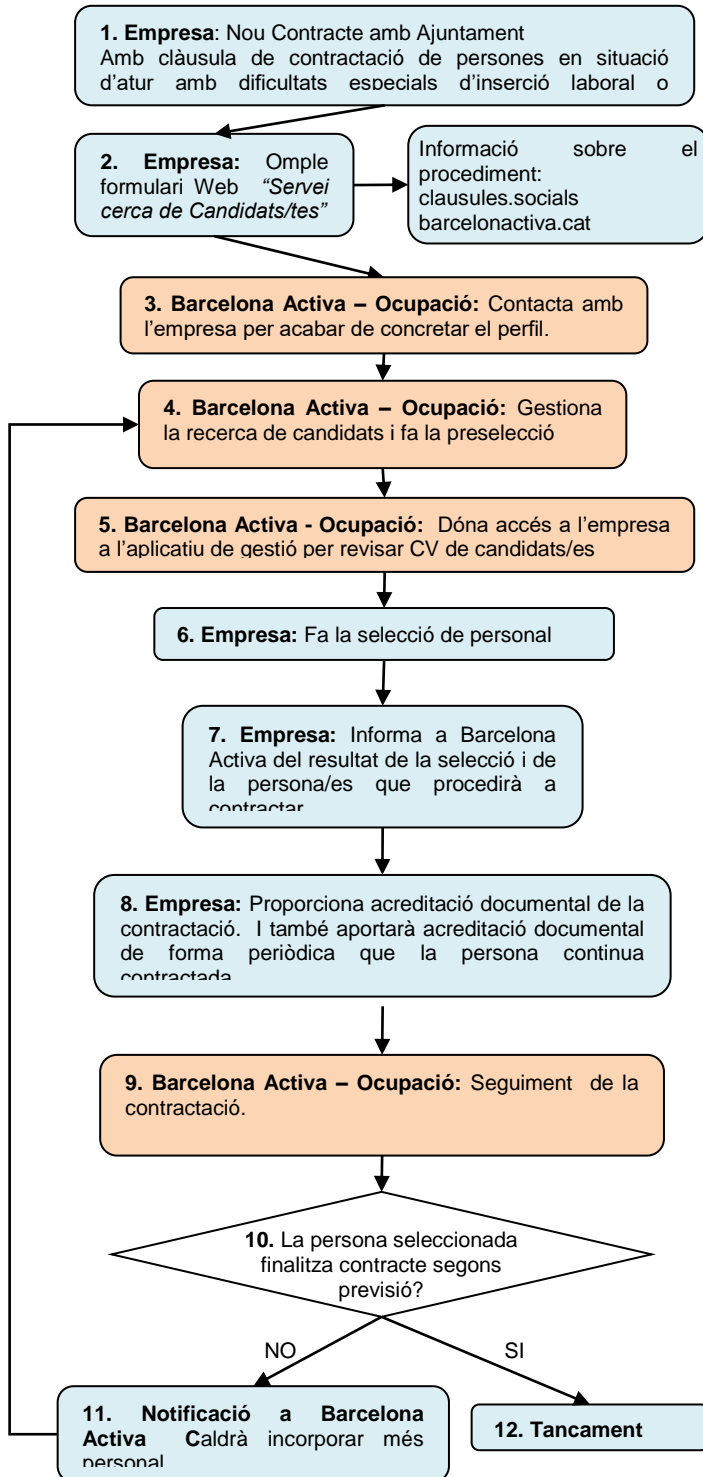 1. Empresa: Nou Contracte amb Ajuntament
Amb clàusula de contractació de persones en situació
d'atur amb dificultats especials d'inserció laboral o
2. Empresa: Omple
formulari Web "Servei
cerca de Candidats/tes"
Informació sobre el
procediment:
clausules.socials
barcelonactiva.cat
3. Barcelona Activa – Ocupació: Contacta amb
l'empresa per acabar de concretar el perfil.
4. Barcelona Activa – Ocupació: Gestiona
la recerca de candidats i fa la preselecció
5. Barcelona Activa - Ocupació: Dóna accés a l'empresa
a l'aplicatiu de gestió per revisar CV de candidats/es
6. Empresa: Fa la selecció de personal
7. Empresa: Informa a Barcelona
Activa del resultat de la selecció i de
la persona/es que procedirà a
contractar
8. Empresa: Proporciona acreditació documental de la
contractació. I també aportarà acreditació documental
de forma periòdica que la persona continua
contractada
9. Barcelona Activa – Ocupació: Seguiment de la
contractació.
10. La persona seleccionada
finalitza contracte segons
previsió?
NO
SI
11. Notificació a Barcelona
Activa Caldrà incorporar més
personal
12. Tancament